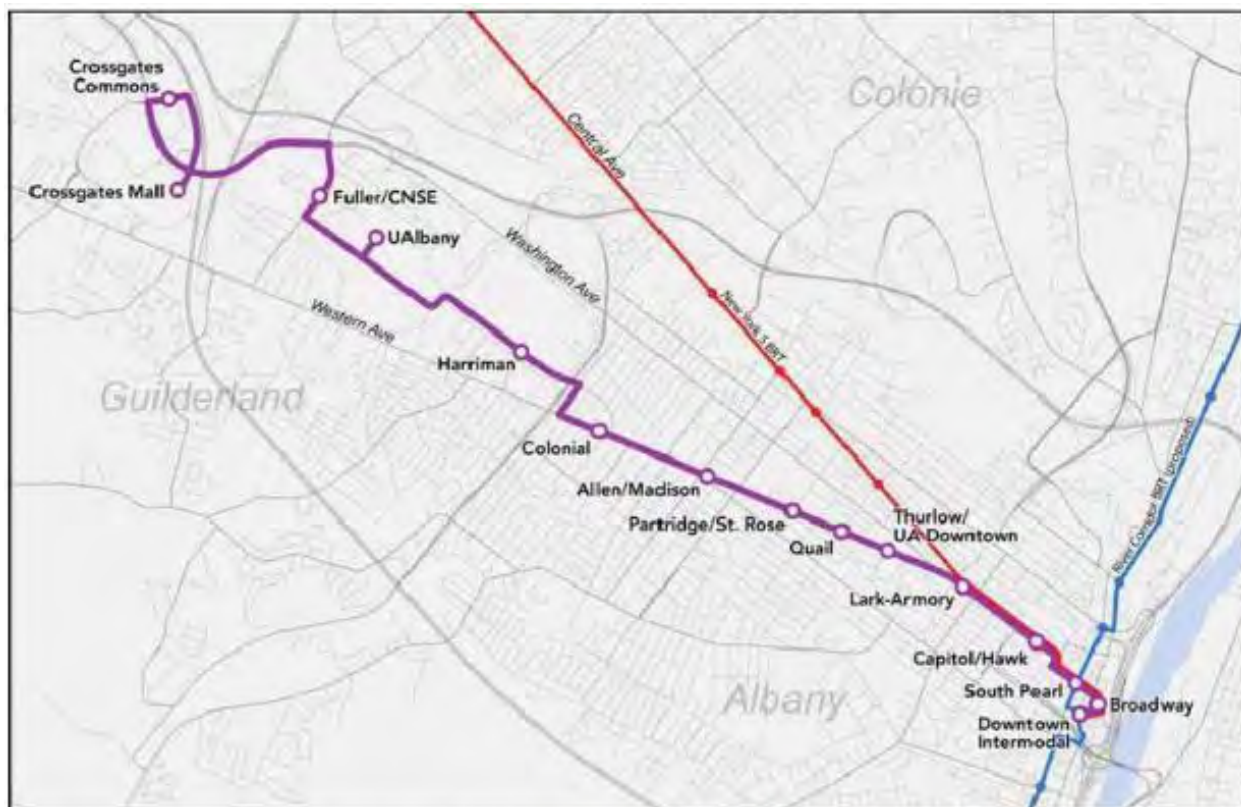 Crossgates
Commons
Colonie
Central Ave
Crossgates Mall
Fuller/CNSE
UAlbany
Washington Ave
Western Ave
New York 5 BRT
Harriman
Guilderland
Colonial
River Corridor BRT (proposed)
Allen/Madison
Partridge/St. Rose
Thurlow/
UA Downtown
Quail
Lark-Armory
Capitol/Hawk
Albany
South Pearl
Broadway
Downtown
Intermodal